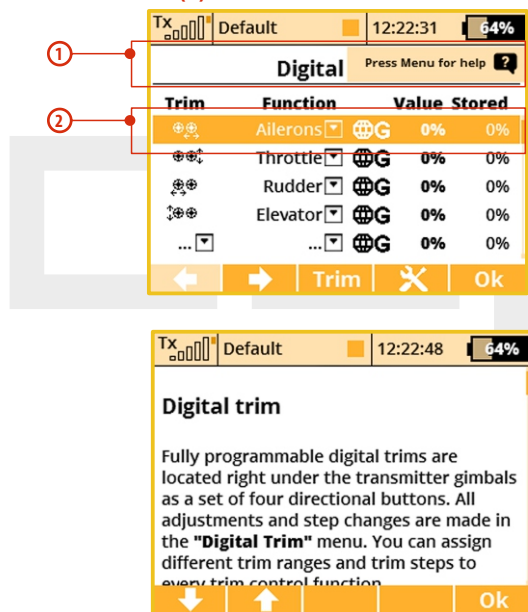 Tx Default 12:22:31 64%
1 Digital Press Menu for help ?
Trim Function Value Stored
2 Ailerons G 0% 0%
Throttle G 0% 0%
Rudder G 0% 0%
Elevator G 0% 0%
... ... G 0% 0%
Trim Ok
Tx Default 12:22:48 64%
Digital trim
Fully programmable digital trims are
located right under the transmitter gimbals
as a set of four directional buttons. All
adjustments and step changes are made in
the "Digital Trim" menu. You can assign
different trim ranges and trim steps to
every trim control function
Ok